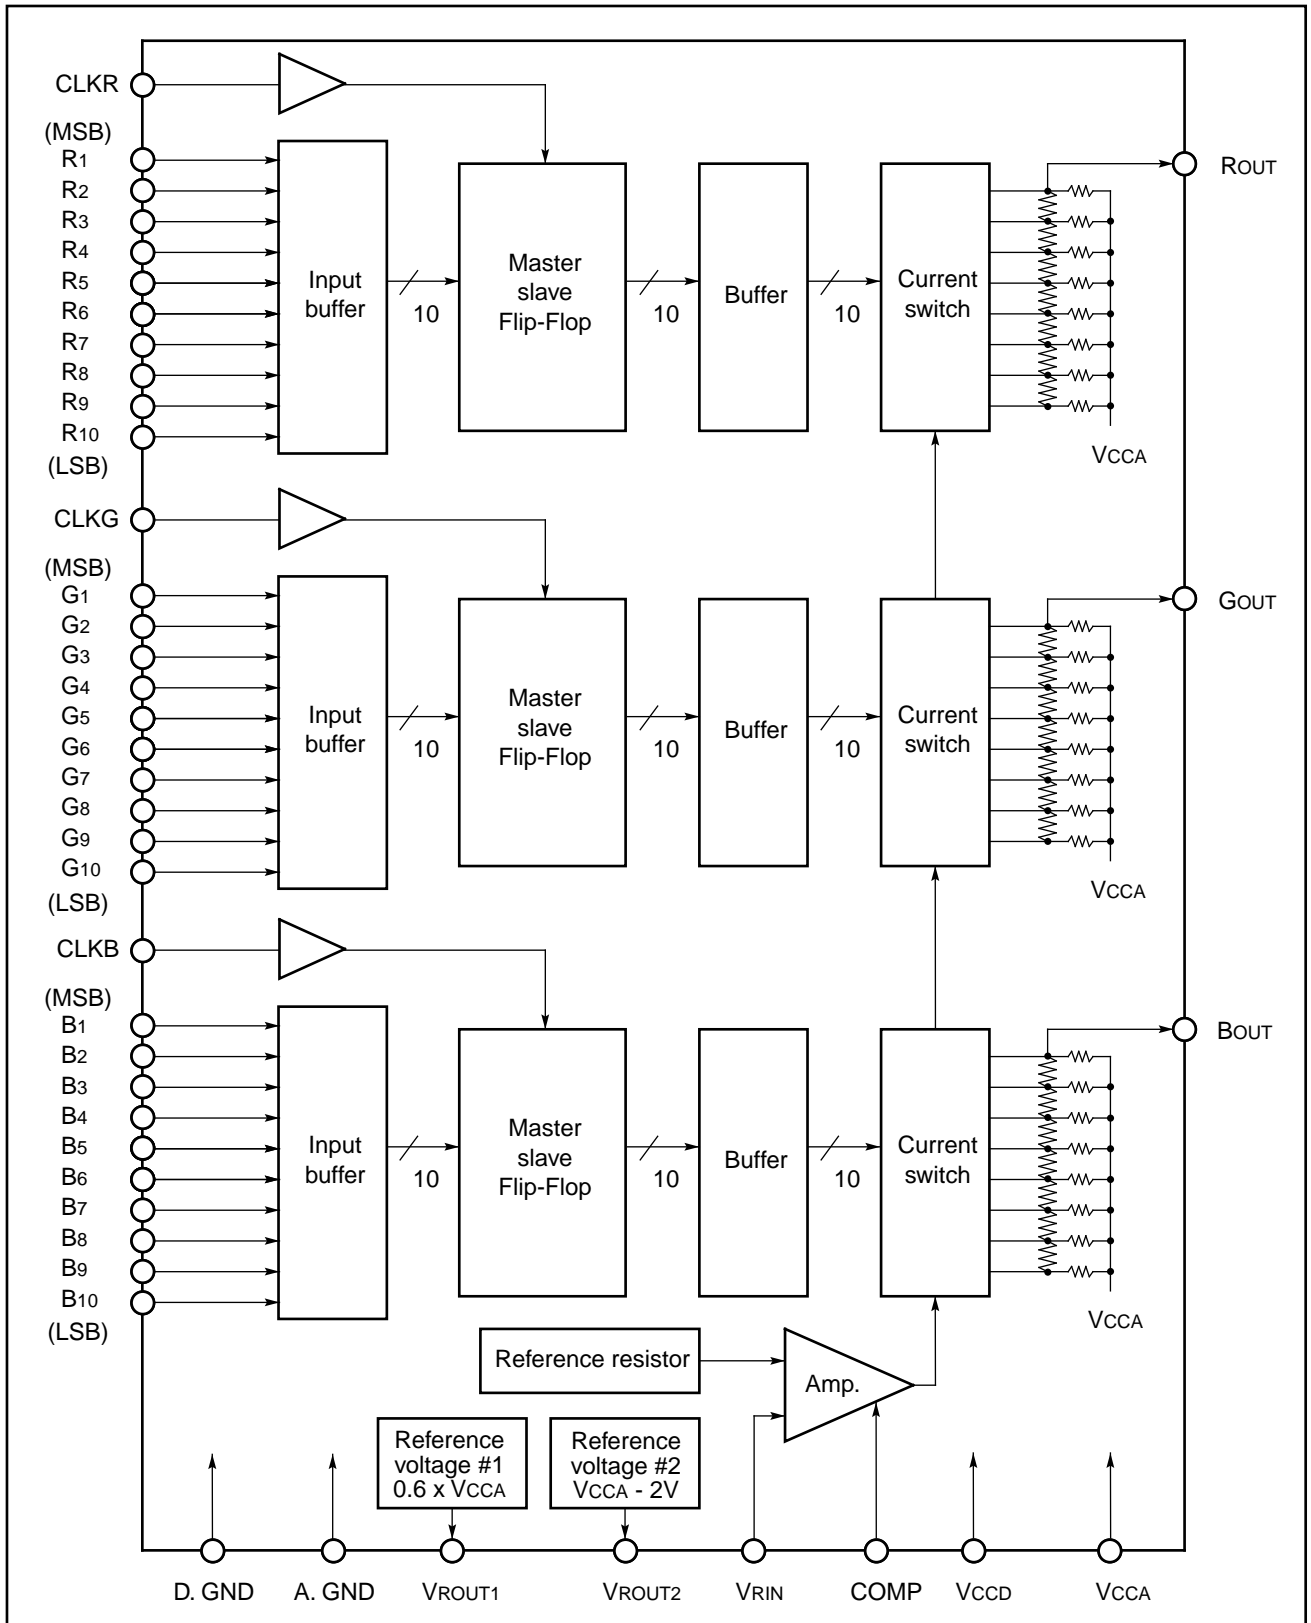 CLKR
(MSB)
R1
R2
R3
R4
R5
R6
R7
R8
R9
R10
(LSB)
Input
buffer
10
Master
slave
Flip-Flop
10
Buffer
10
Current
switch
VCCA
ROUT
CLKG
(MSB)
G1
G2
G3
G4
G5
G6
G7
G8
G9
G10
(LSB)
Input
buffer
10
Master
slave
Flip-Flop
10
Buffer
10
Current
switch
VCCA
GOUT
CLKB
(MSB)
B1
B2
B3
B4
B5
B6
B7
B8
B9
B10
(LSB)
Input
buffer
10
Master
slave
Flip-Flop
10
Buffer
10
Current
switch
VCCA
BOUT
Reference resistor
Amp.
Reference
voltage #1
0.6 x VCCA
Reference
voltage #2
VCCA - 2V
D. GND
A. GND
VROUT1
VROUT2
VRIN
COMP
VCCD
VCCA